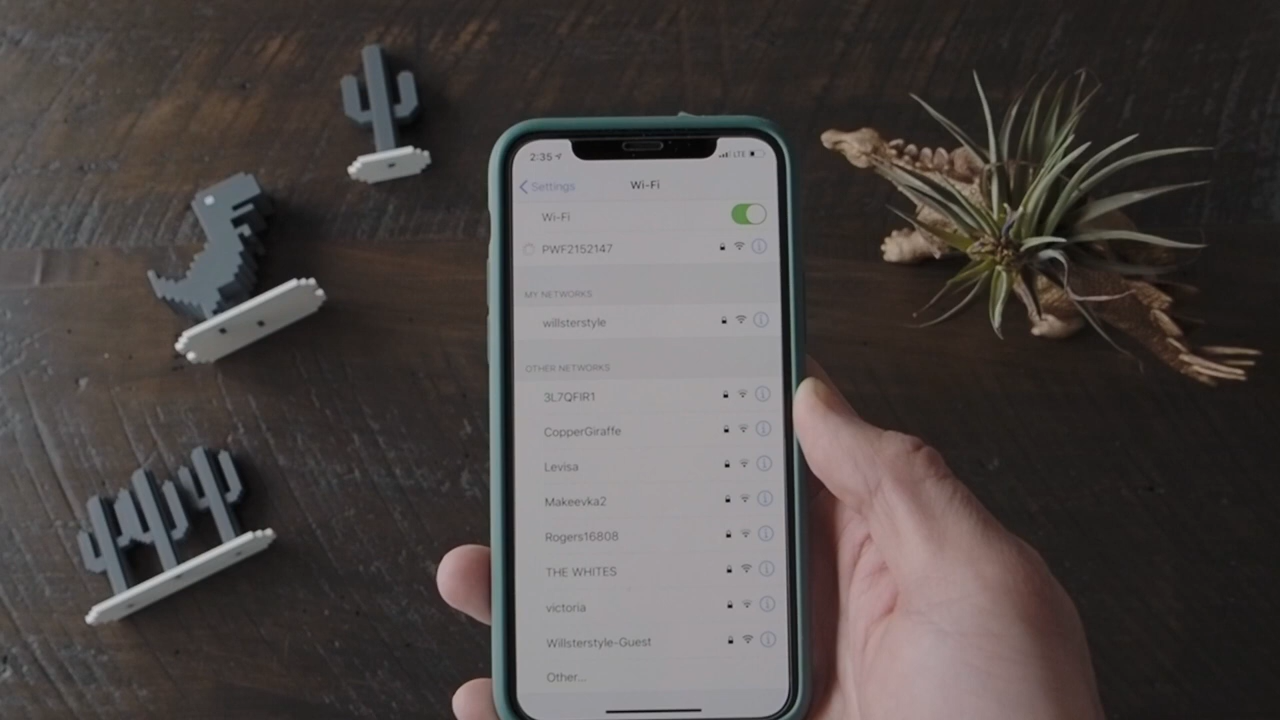 2:35 LTE
Settings Wi-Fi
Wi-Fi
PWF2152147
MY NETWORKS
willsterstyle
OTHER NETWORKS
3L7QFIR1
CopperGiraffe
Levisa
Makeevka2
Rogers16808
THE WHITES
victoria
Willsterstyle-Guest
Other...